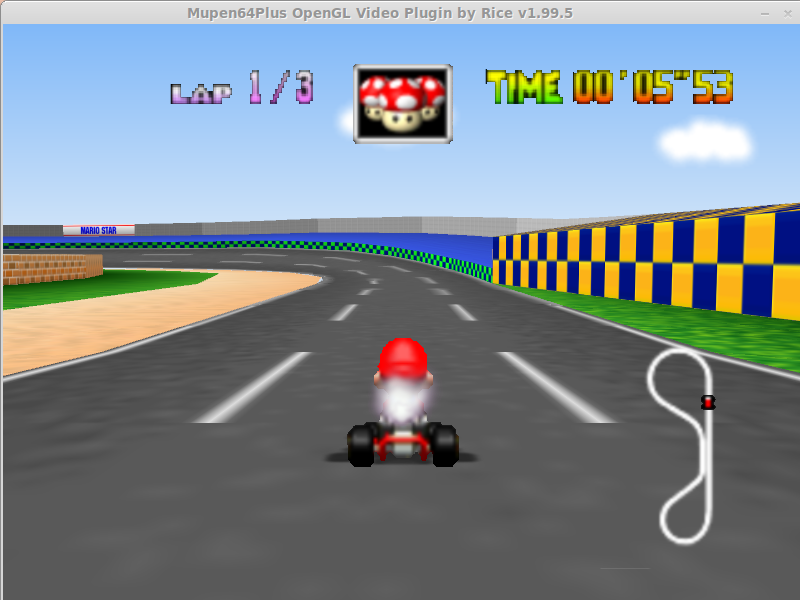 Mupen64Plus OpenGL Video Plugin by Rice v1.99.5
LAP 1/3
TIME 00'05"53
MARIO STAR